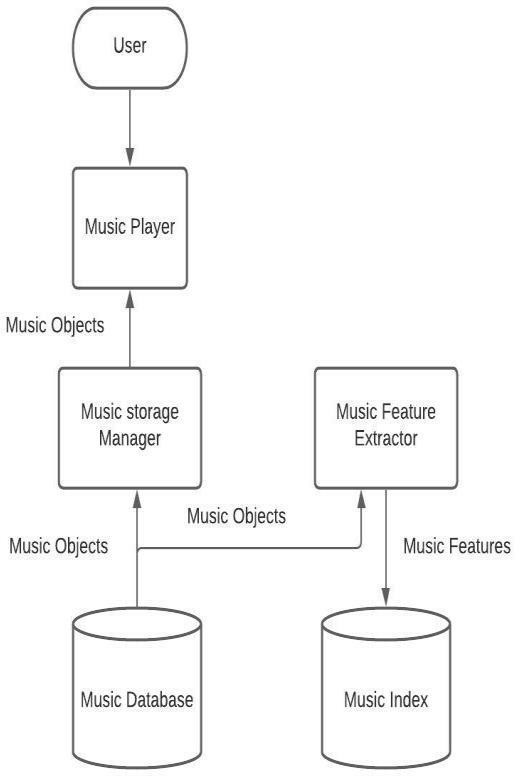 User
Music Player
Music Objects
Music storage
Manager
Music Feature
Extractor
Music Objects
Music Objects
Music Features
Music Database
Music Index